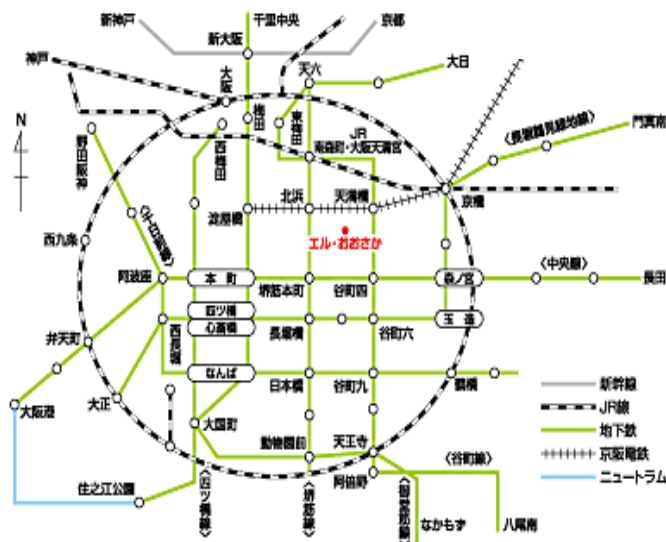 新神戸
千里中央
京都
新大阪
神戸
大阪
天六
大日
梅田
東梅田
西梅田
JR
南森町・大阪天満宮
〈長堀鶴見緑地線〉
門真南
N
野田阪神
淀屋橋
北浜
天満橋
京橋
エル・おおさか
西九条
阿波座
本町
堺筋本町
谷町四
森ノ宮
〈中央線〉
長田
四ツ橋
心斎橋
長堀橋
谷町六
玉造
西長堀
弁天町
なんば
日本橋
谷町九
鶴橋
大阪港
大正
大国町
動物園前
天王寺
阿倍野
〈谷町線〉
住之江公園
〈四ツ橋線〉
〈堺筋線〉
〈御堂筋線〉
なかもず
八尾南
新幹線
JR線
地下鉄
京阪電鉄
ニュートラム